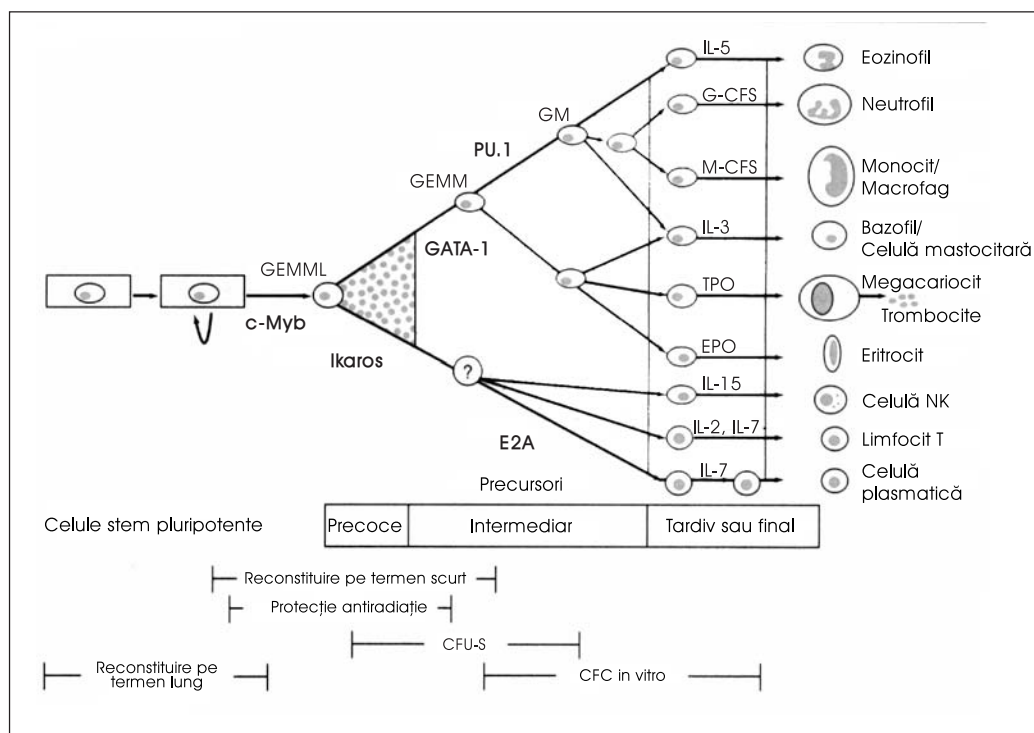 IL-5
Eozinofil
G-CFS
Neutrofil
GM
PU.1
M-CFS
Monocit/
Macrofag
GEMM
IL-3
Bazofil/
Celulă mastocitară
GATA-1
GEMML
TPO
Megacariocit
Trombocite
c-Myb
Ikaros
EPO
Eritrocit
?
IL-15
Celulă NK
E2A
IL-2, IL-7
Limfocit T
IL-7
Celulă
plasmatică
Precursori
Celule stem pluripotente
Precoce
Intermediar
Tardiv sau final
Reconstituire pe termen scurt
Protecție antiradiație
CFU-S
Reconstituire pe
termen lung
CFC in vitro